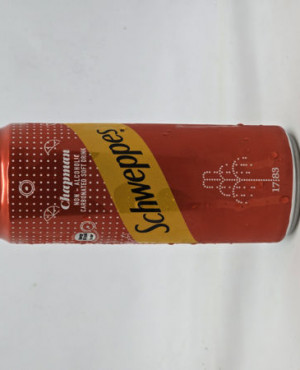 1783
Schweppes
Chapman
NON - ALCOHOLIC
CARBONATED SOFT DRINK